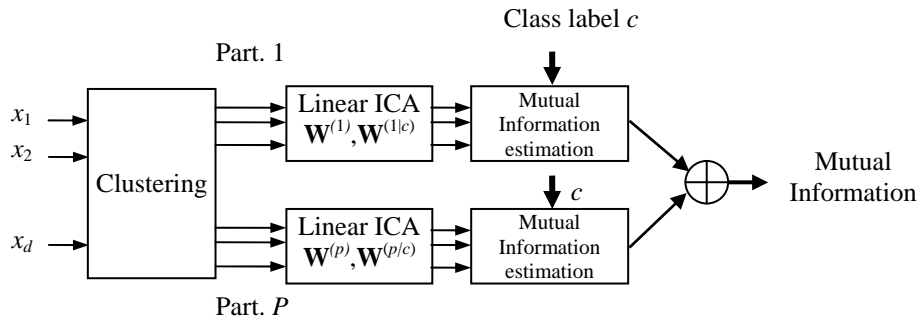 Class label c
Part. 1
x₁
x₂
x_d
Clustering
Linear ICA
W⁽¹⁾,W⁽¹|ᶜ⁾
Mutual
Information
estimation
c
Linear ICA
W⁽ᵖ⁾,W⁽ᵖ/ᶜ⁾
Mutual
Information
estimation
Mutual
Information
Part. P